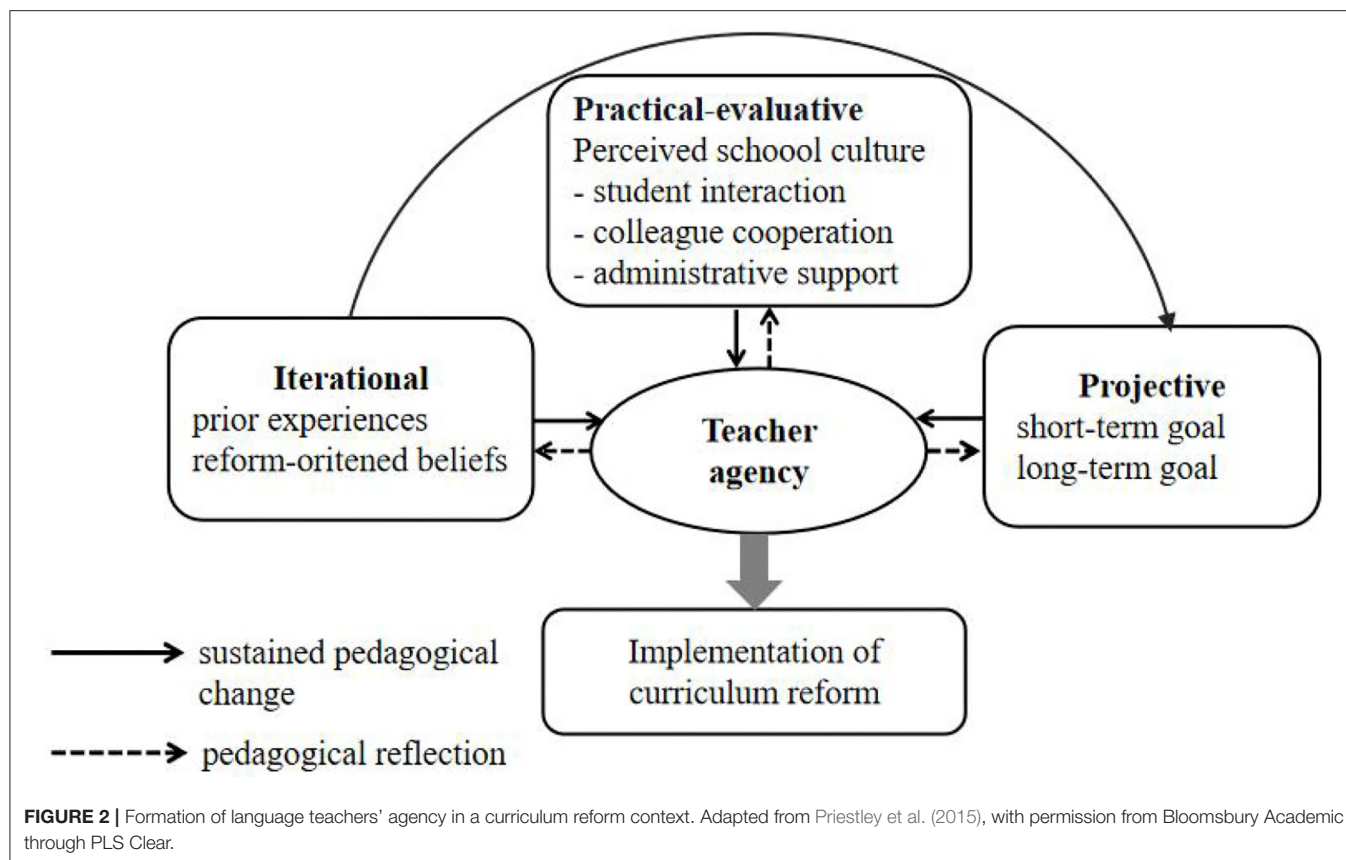 Practical-evaluative
Perceived schoool culture
- student interaction
- colleague cooperation
- administrative support
Iterational
prior experiences
reform-oritened beliefs
Teacher
agency
Projective
short-term goal
long-term goal
Implementation of
curriculum reform
sustained pedagogical
change
pedagogical reflection
FIGURE 2 | Formation of language teachers’ agency in a curriculum reform context. Adapted from Priestley et al. (2015), with permission from Bloomsbury Academic
through PLS Clear.